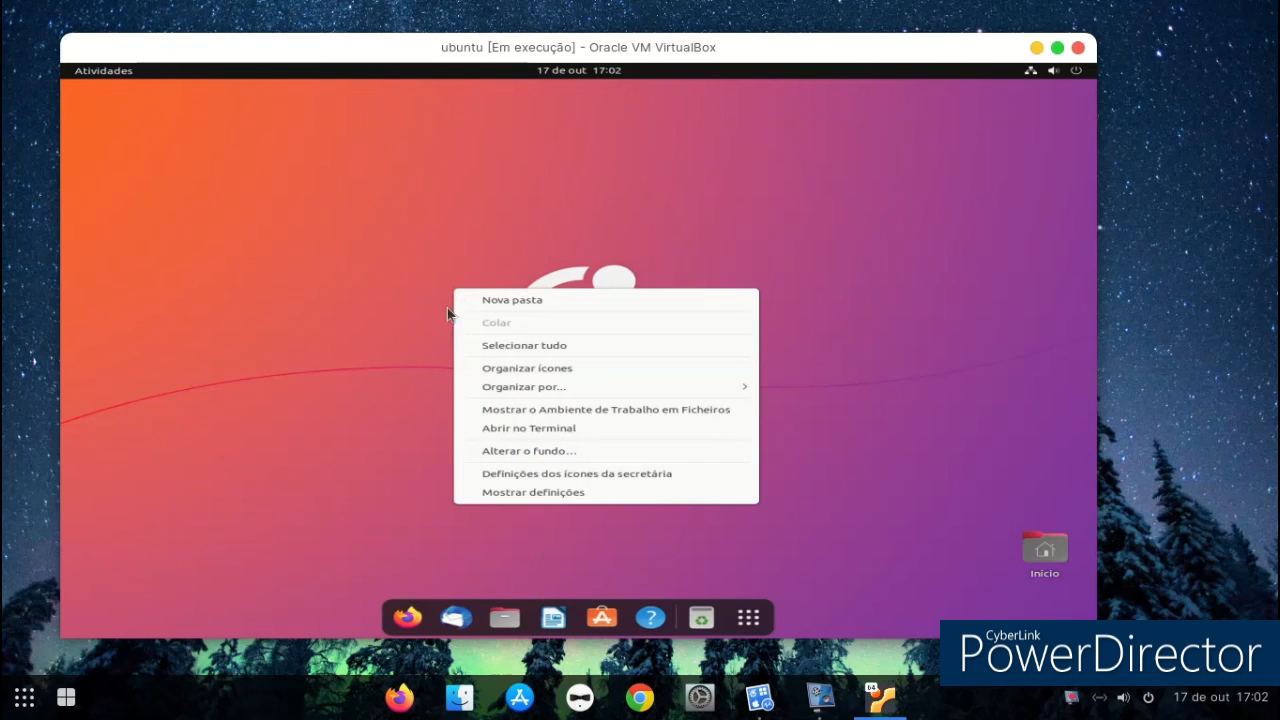 ubuntu [Em execução] - Oracle VM VirtualBox
Atividades
17 de out 17:02
Nova pasta
Colar
Selecionar tudo
Organizar ícones
Organizar por...
Mostrar o Ambiente de Trabalho em Ficheiros
Abrir no Terminal
Alterar o fundo...
Definições dos ícones da secretária
Mostrar definições
Início
?
CyberLink
PowerDirector
64
17 de out 17:02